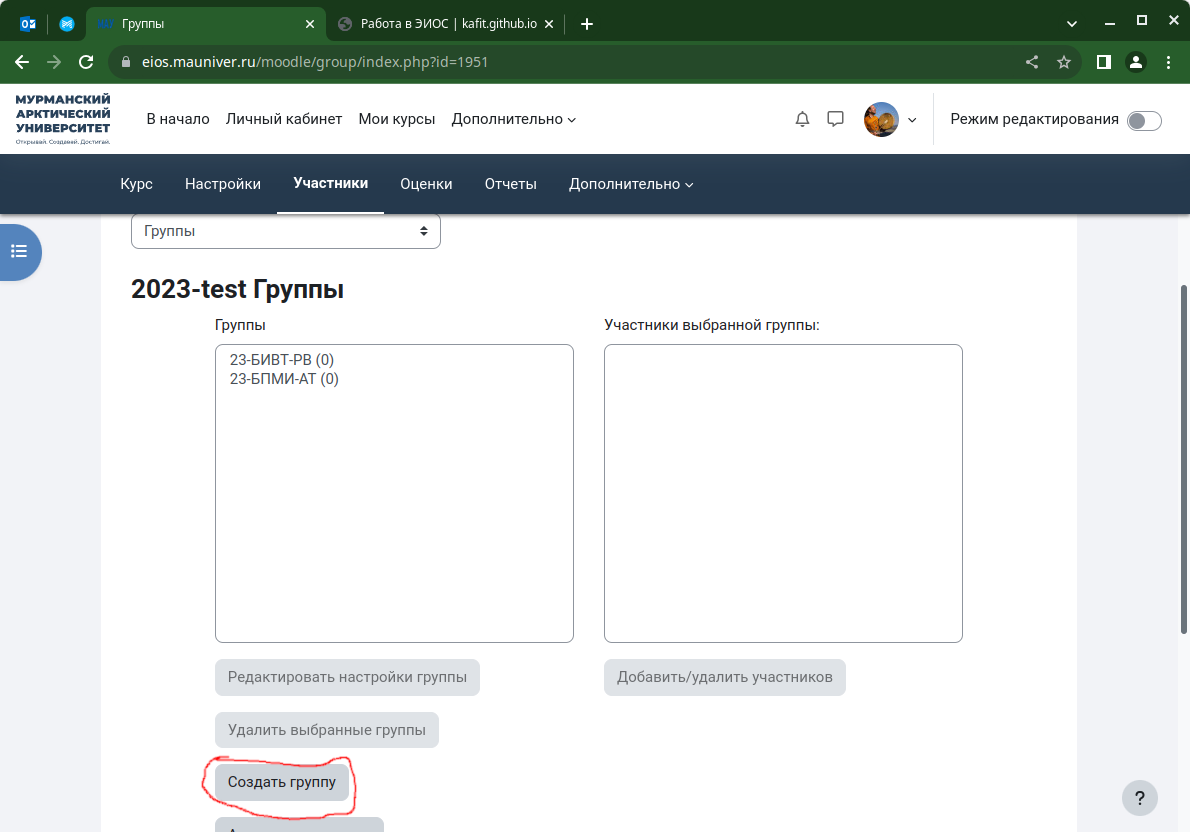 Группы
Работа в ЭИОС | kafit.github.io
eios.mauniver.ru/moodle/group/index.php?id=1951
МУРМАНСКИЙ
АРКТИЧЕСКИЙ
УНИВЕРСИТЕТ
Открывай. Создавай. Достигай.
В начало Личный кабинет Мои курсы Дополнительно
Режим редактирования
Курс Настройки Участники Оценки Отчеты Дополнительно
Группы
2023-test Группы
Группы
Участники выбранной группы:
23-БИВТ-РВ (0)
23-БПМИ-АТ (0)
Редактировать настройки группы
Добавить/удалить участников
Удалить выбранные группы
Создать группу
?